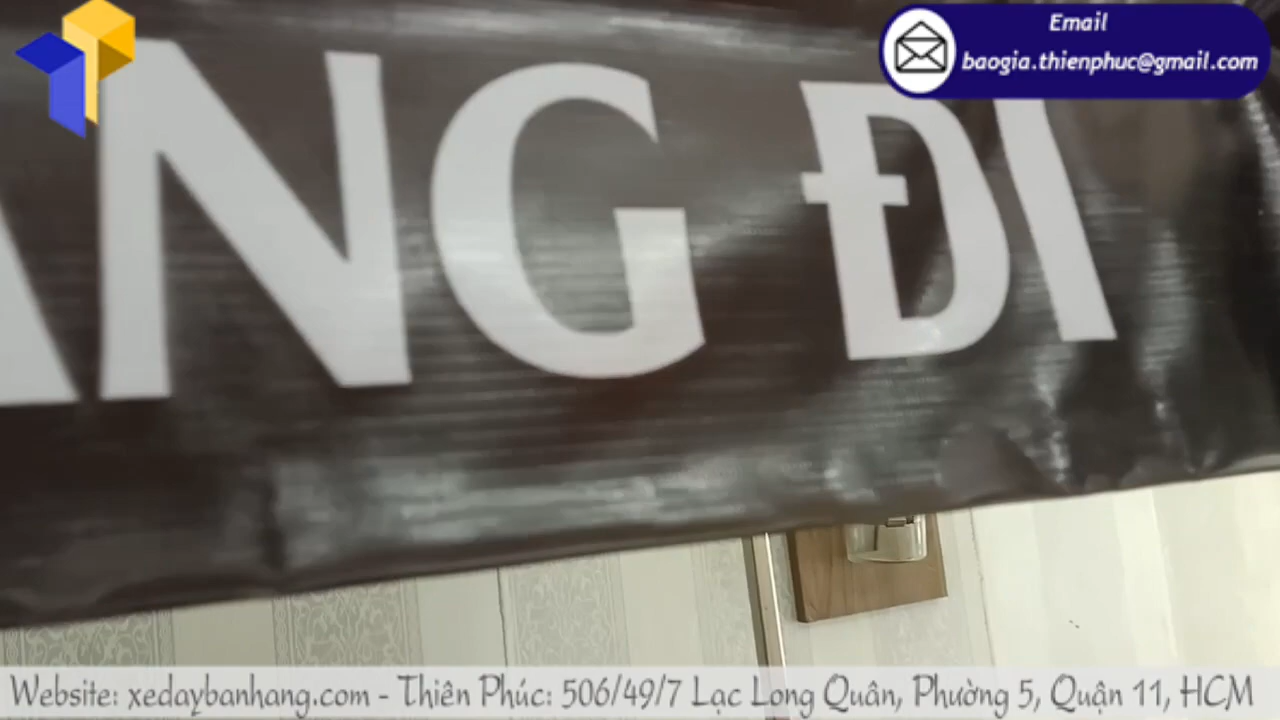 Email
baogia.thienphuc@gmail.com
NG ĐI
Website: xedaybanhang.com - Thiên Phúc: 506/49/7 Lạc Long Quân, Phường 5, Quận 11, HCM